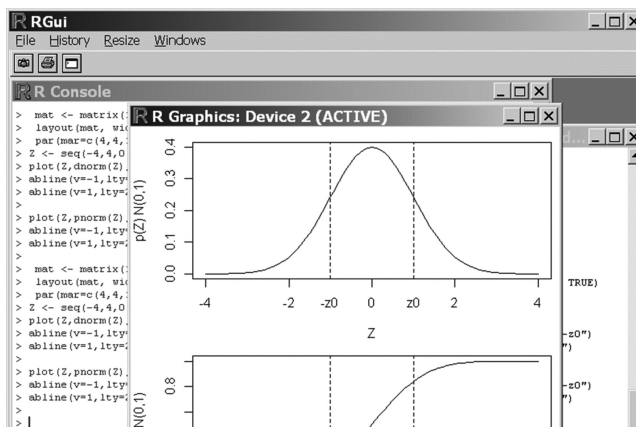 RGui
File History Resize Windows
R Console
> mat <- matrix(
> layout(mat, wid
> par(mar=c(4,4,
> Z <- seq(-4,4,0
> plot(Z,dnorm(Z)
> abline(v=-1,lty
> abline(v=1,lty=2
>
> plot(Z,pnorm(Z)
> abline(v=-1,lty
> abline(v=1,lty=2
>
> mat <- matrix(
> layout(mat, wid
> par(mar=c(4,4,
> Z <- seq(-4,4,0
> plot(Z,dnorm(Z)
> abline(v=-1,lty
> abline(v=1,lty=2
>
> plot(Z,pnorm(Z)
> abline(v=-1,lty
> abline(v=1,lty=2
>
>
R Graphics: Device 2 (ACTIVE)
p(Z) N(0,1)
0.4
0.3
0.2
0.1
0.0
-4 -2 -z0 0 z0 2 4
Z
0.8
N(0,1)
d...
TRUE)
-z0")
")
-z0")
")